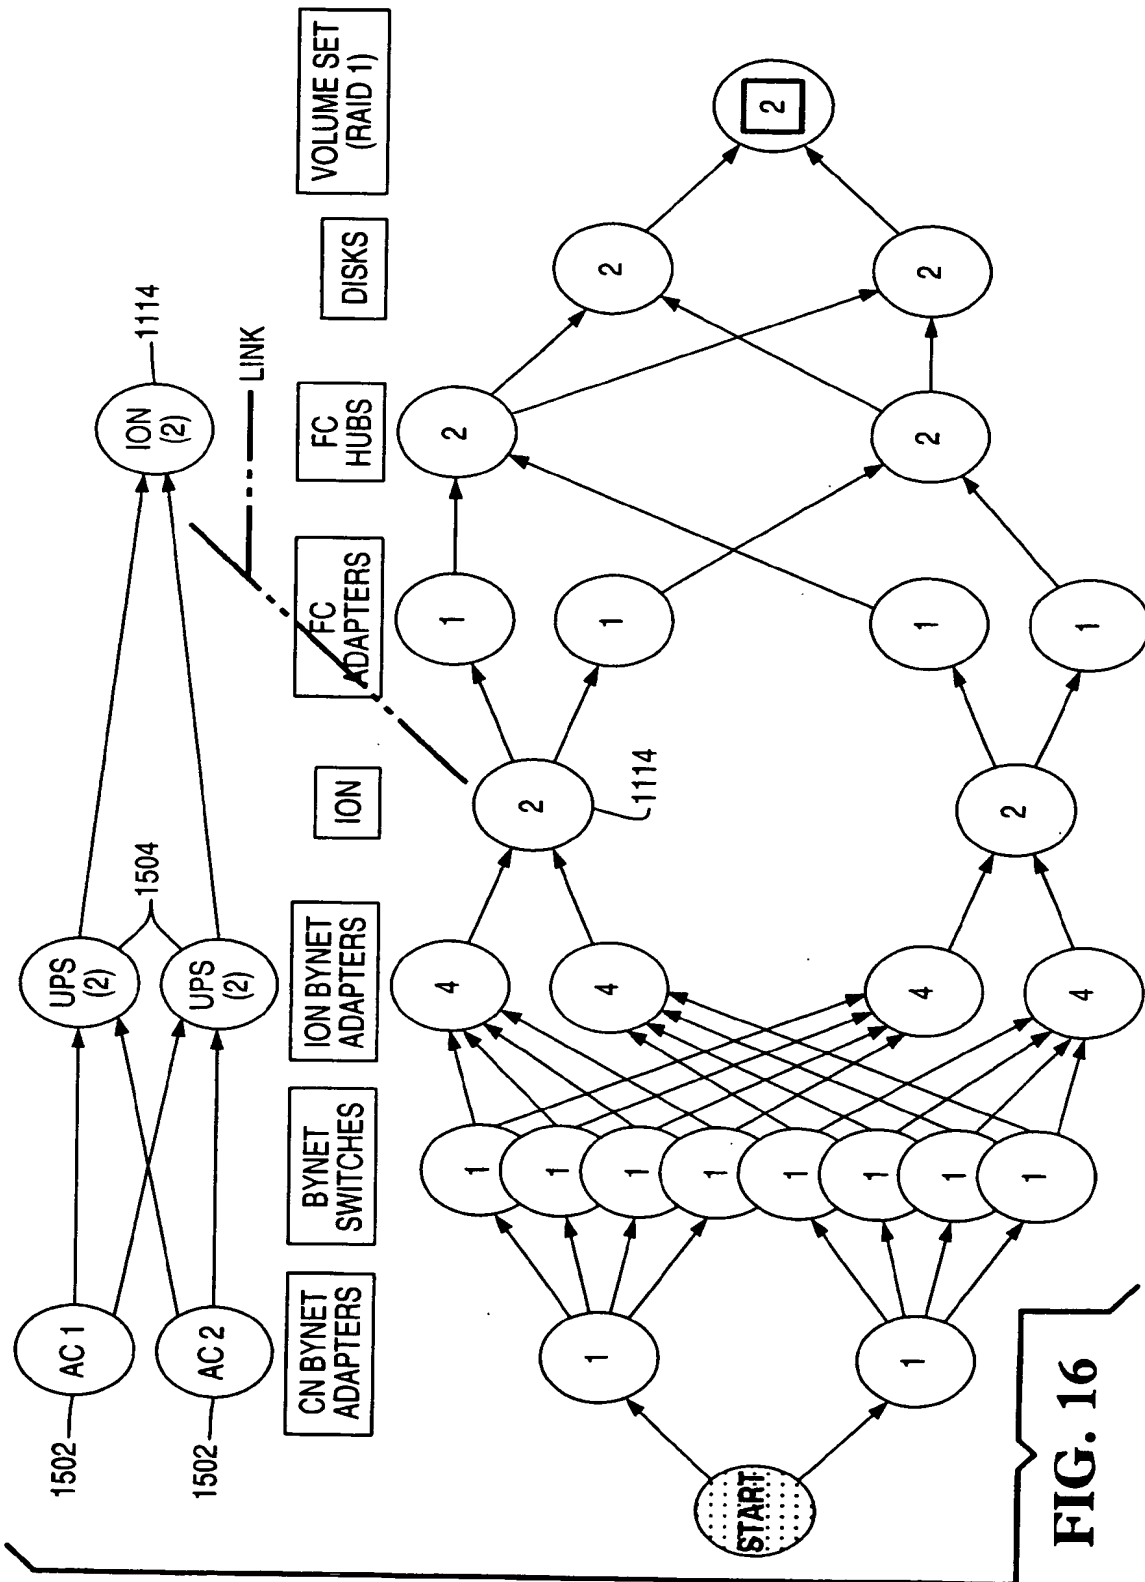 1502
1502
AC 1
AC 2
UPS
(2)
UPS
(2)
1504
ION
(2)
1114
LINK
CN BYNET
ADAPTERS
BYNET
SWITCHES
ION BYNET
ADAPTERS
ION
FC
ADAPTERS
FC
HUBS
DISKS
VOLUME SET
(RAID 1)
START
1
1
1
1
1
1
1
1
1
1
4
4
4
4
2
1114
2
1
1
1
1
2
2
2
2
2
FIG. 16